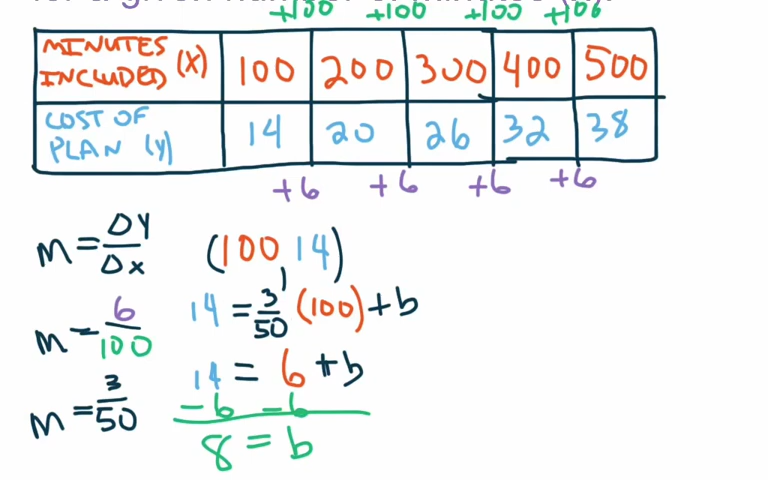 +100 +100 +100 +100
MINUTES INCLUDED (X) 100 200 300 400 500
COST OF PLAN (y) 14 20 26 32 38
+6 +6 +6 +6
m = Δy/Δx (100, 14)
m = 6/100 14 = 3/50 (100) + b
14 = 6 + b
m = 3/50 -6 -6
8 = b